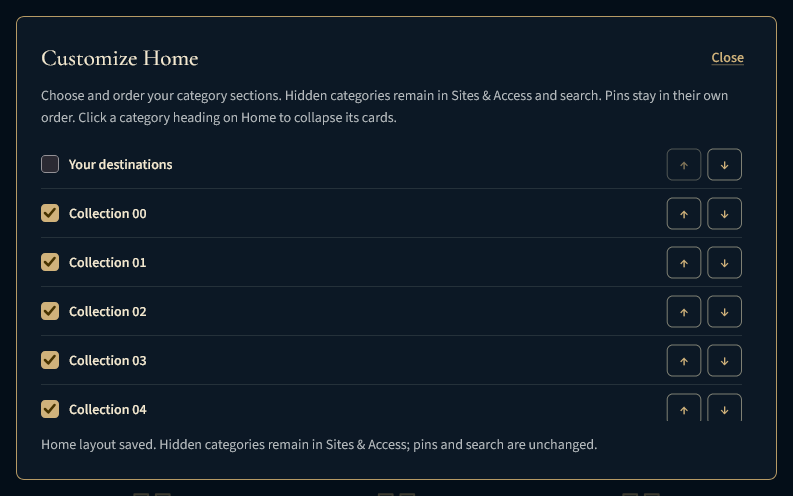 Customize Home
Close
Choose and order your category sections. Hidden categories remain in Sites & Access and search. Pins stay in their own
order. Click a category heading on Home to collapse its cards.
Your destinations
↑ ↓
Collection 00
↑ ↓
Collection 01
↑ ↓
Collection 02
↑ ↓
Collection 03
↑ ↓
Collection 04
↑ ↓
Home layout saved. Hidden categories remain in Sites & Access; pins and search are unchanged.